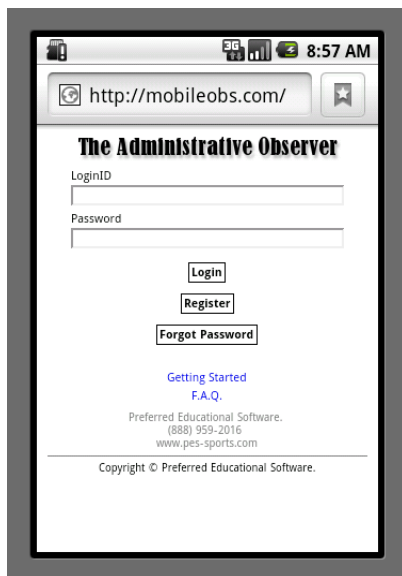 3G 8:57 AM
http://mobileobs.com/
The Administrative Observer
LoginID
Password
Login
Register
Forgot Password
Getting Started
F.A.Q.
Preferred Educational Software.
(888) 959-2016
www.pes-sports.com
Copyright © Preferred Educational Software.